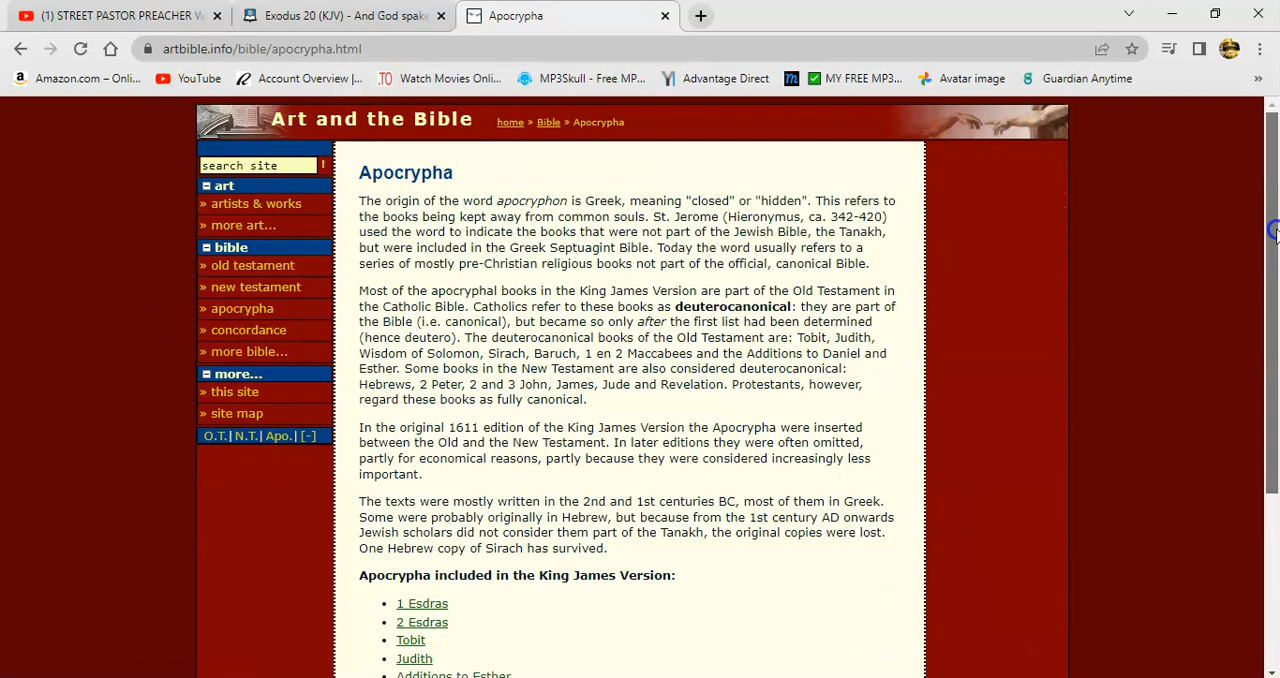 (1) STREET PASTOR PREACHER W
Exodus 20 (KJV) - And God spake
Apocrypha
artbible.info/bible/apocrypha.html
Amazon.com – Onli...
YouTube
Account Overview |...
.TO Watch Movies Onli...
MP3Skull - Free MP...
Advantage Direct
m ✅ MY FREE MP3...
Avatar image
Guardian Anytime
»
Art and the Bible
home » Bible » Apocrypha
search site !
art
» artists & works
» more art...
bible
» old testament
» new testament
» apocrypha
» concordance
» more bible...
more...
» this site
» site map
O.T.| N.T.| Apo.| [-]
Apocrypha
The origin of the word apocryphon is Greek, meaning "closed" or "hidden". This refers to
the books being kept away from common souls. St. Jerome (Hieronymus, ca. 342-420)
used the word to indicate the books that were not part of the Jewish Bible, the Tanakh,
but were included in the Greek Septuagint Bible. Today the word usually refers to a
series of mostly pre-Christian religious books not part of the official, canonical Bible.
Most of the apocryphal books in the King James Version are part of the Old Testament in
the Catholic Bible. Catholics refer to these books as deuterocanonical: they are part of
the Bible (i.e. canonical), but became so only after the first list had been determined
(hence deutero). The deuterocanonical books of the Old Testament are: Tobit, Judith,
Wisdom of Solomon, Sirach, Baruch, 1 en 2 Maccabees and the Additions to Daniel and
Esther. Some books in the New Testament are also considered deuterocanonical:
Hebrews, 2 Peter, 2 and 3 John, James, Jude and Revelation. Protestants, however,
regard these books as fully canonical.
In the original 1611 edition of the King James Version the Apocrypha were inserted
between the Old and the New Testament. In later editions they were often omitted,
partly for economical reasons, partly because they were considered increasingly less
important.
The texts were mostly written in the 2nd and 1st centuries BC, most of them in Greek.
Some were probably originally in Hebrew, but because from the 1st century AD onwards
Jewish scholars did not consider them part of the Tanakh, the original copies were lost.
One Hebrew copy of Sirach has survived.
Apocrypha included in the King James Version:
• 1 Esdras
• 2 Esdras
• Tobit
• Judith
Additions to Esther